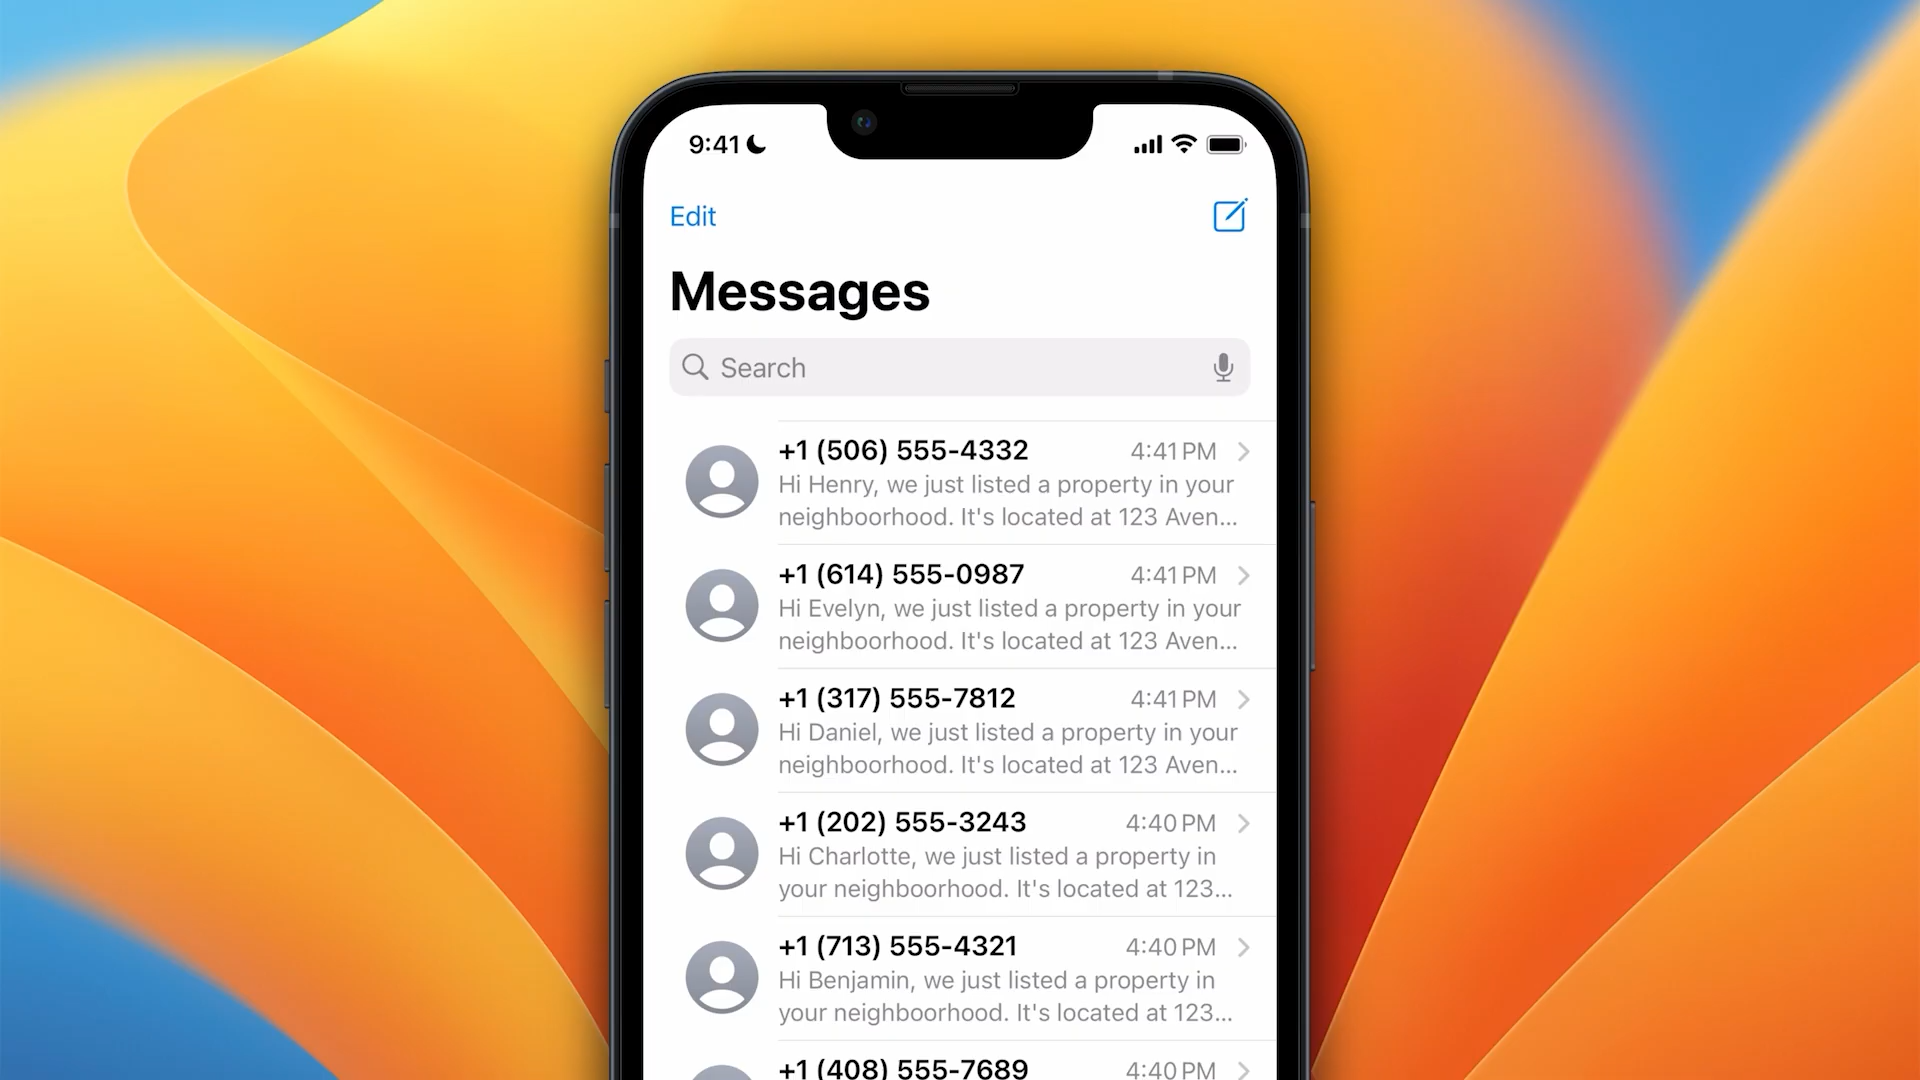 9:41
Edit
Messages
Search
+1 (506) 555-4332 4:41 PM
Hi Henry, we just listed a property in your
neighboorhood. It's located at 123 Aven...
+1 (614) 555-0987 4:41 PM
Hi Evelyn, we just listed a property in your
neighboorhood. It's located at 123 Aven...
+1 (317) 555-7812 4:41 PM
Hi Daniel, we just listed a property in your
neighboorhood. It's located at 123 Aven...
+1 (202) 555-3243 4:40 PM
Hi Charlotte, we just listed a property in
your neighboorhood. It's located at 123...
+1 (713) 555-4321 4:40 PM
Hi Benjamin, we just listed a property in
your neighboorhood. It's located at 123...
+1 (408) 555-7689 4:40 PM